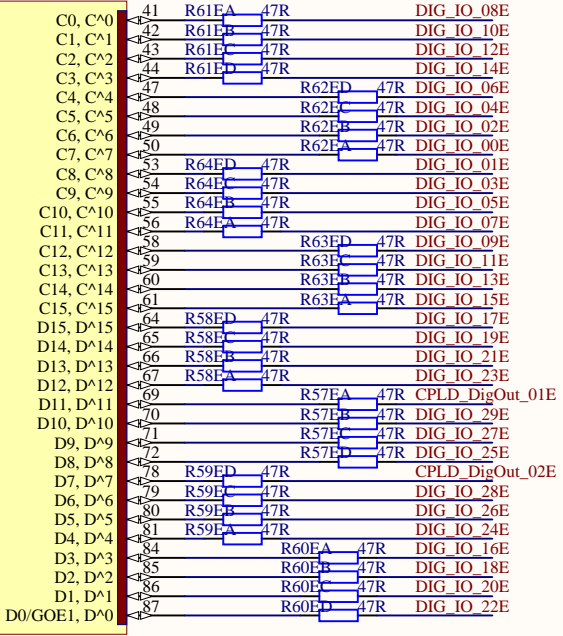 C0, C^0 41 R61EA 47R DIG_IO_08E
C1, C^1 42 R61EB 47R DIG_IO_10E
C2, C^2 43 R61EC 47R DIG_IO_12E
C3, C^3 44 R61ED 47R DIG_IO_14E
C4, C^4 47 R62ED 47R DIG_IO_06E
C5, C^5 48 R62EC 47R DIG_IO_04E
C6, C^6 49 R62EB 47R DIG_IO_02E
C7, C^7 50 R62EA 47R DIG_IO_00E
C8, C^8 53 R64ED 47R DIG_IO_01E
C9, C^9 54 R64EC 47R DIG_IO_03E
C10, C^10 55 R64EB 47R DIG_IO_05E
C11, C^11 56 R64EA 47R DIG_IO_07E
C12, C^12 58 R63ED 47R DIG_IO_09E
C13, C^13 59 R63EC 47R DIG_IO_11E
C14, C^14 60 R63EB 47R DIG_IO_13E
C15, C^15 61 R63EA 47R DIG_IO_15E
D15, D^15 64 R58ED 47R DIG_IO_17E
D14, D^14 65 R58EC 47R DIG_IO_19E
D13, D^13 66 R58EB 47R DIG_IO_21E
D12, D^12 67 R58EA 47R DIG_IO_23E
D11, D^11 69 R57EA 47R CPLD_DigOut_01E
D10, D^10 70 R57EB 47R DIG_IO_29E
D9, D^9 71 R57EC 47R DIG_IO_27E
D8, D^8 72 R57ED 47R DIG_IO_25E
D7, D^7 78 R59ED 47R CPLD_DigOut_02E
D6, D^6 79 R59EC 47R DIG_IO_28E
D5, D^5 80 R59EB 47R DIG_IO_26E
D4, D^4 81 R59EA 47R DIG_IO_24E
D3, D^3 84 R60EA 47R DIG_IO_16E
D2, D^2 85 R60EB 47R DIG_IO_18E
D1, D^1 86 R60EC 47R DIG_IO_20E
D0/GOE1, D^0 87 R60ED 47R DIG_IO_22E